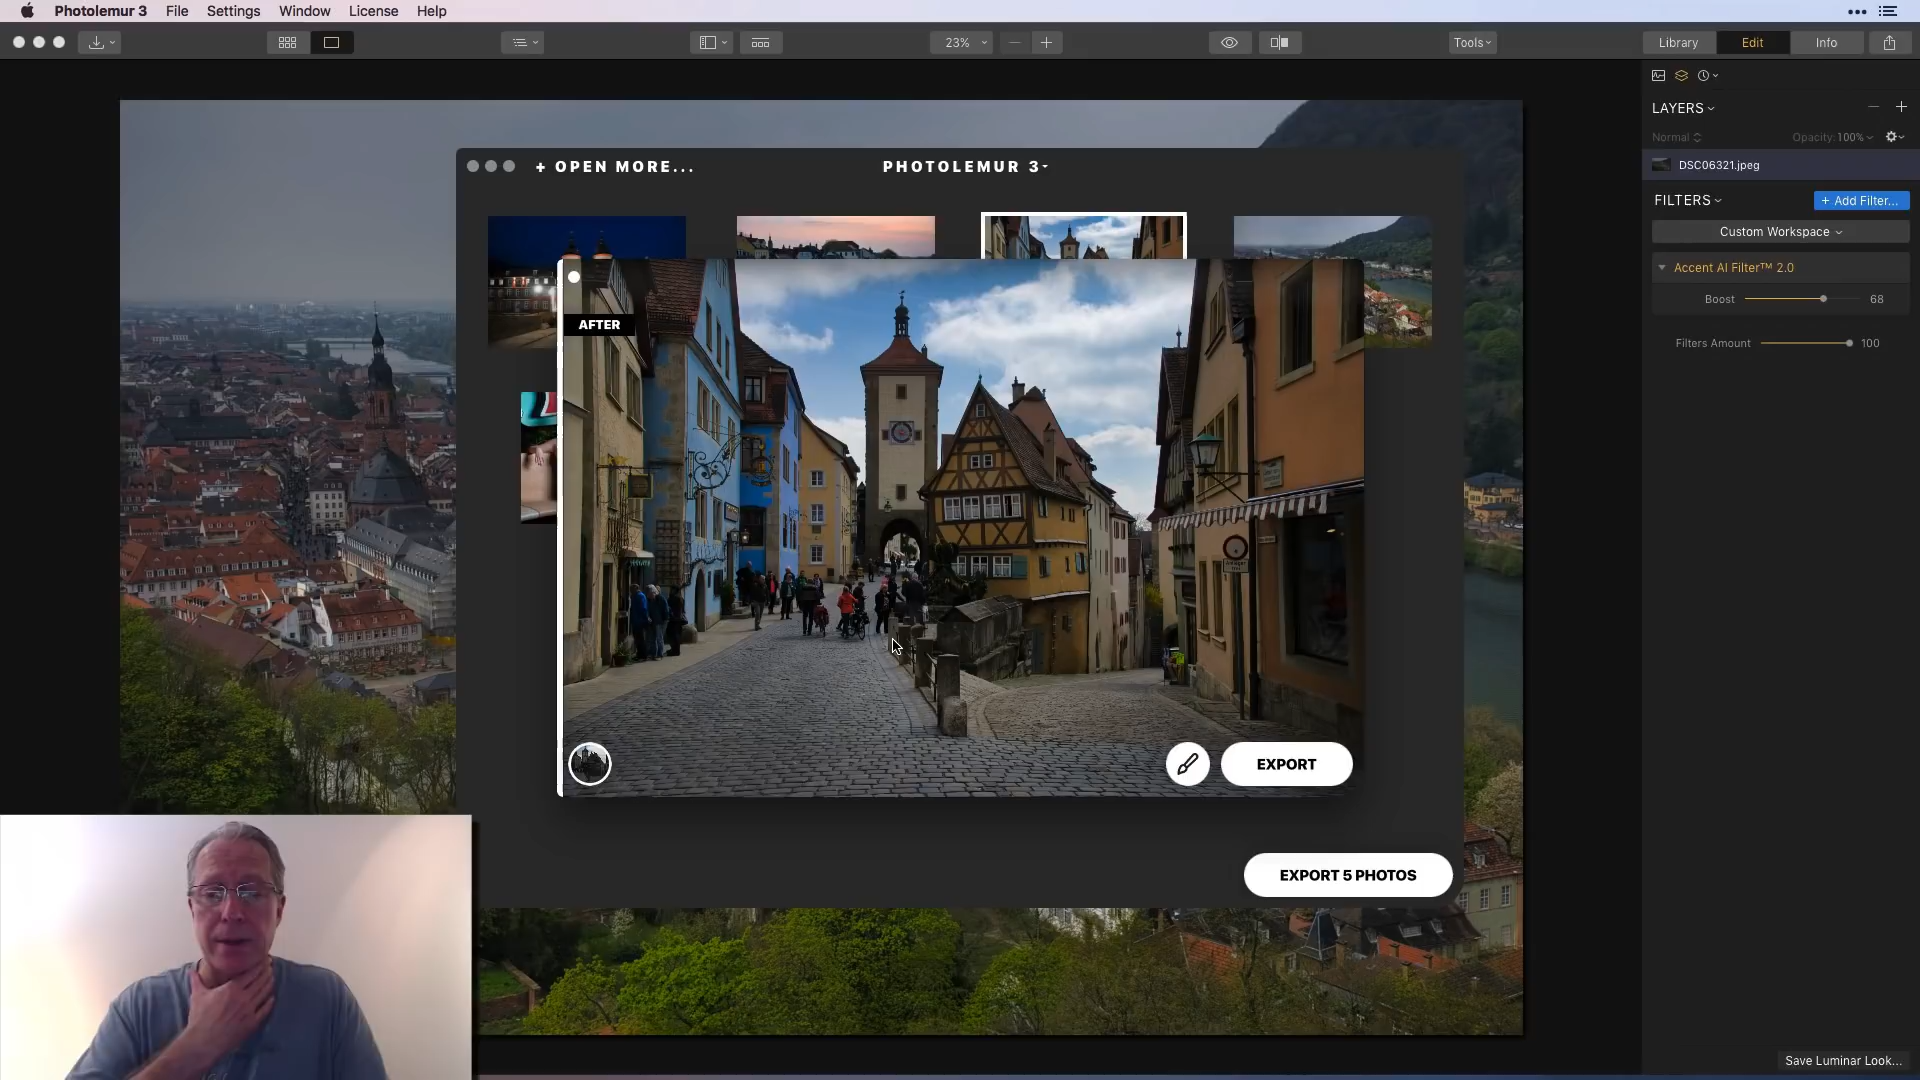 Photolemur 3 File Settings Window License Help
23% Tools Library Edit Info
LAYERS
Normal Opacity: 100%
+ OPEN MORE... PHOTOLEMUR 3
DSC06321.jpeg
FILTERS + Add Filter...
Custom Workspace
Accent AI Filter™ 2.0
Boost 68
AFTER
Filters Amount 100
EXPORT
EXPORT 5 PHOTOS
Save Luminar Look...